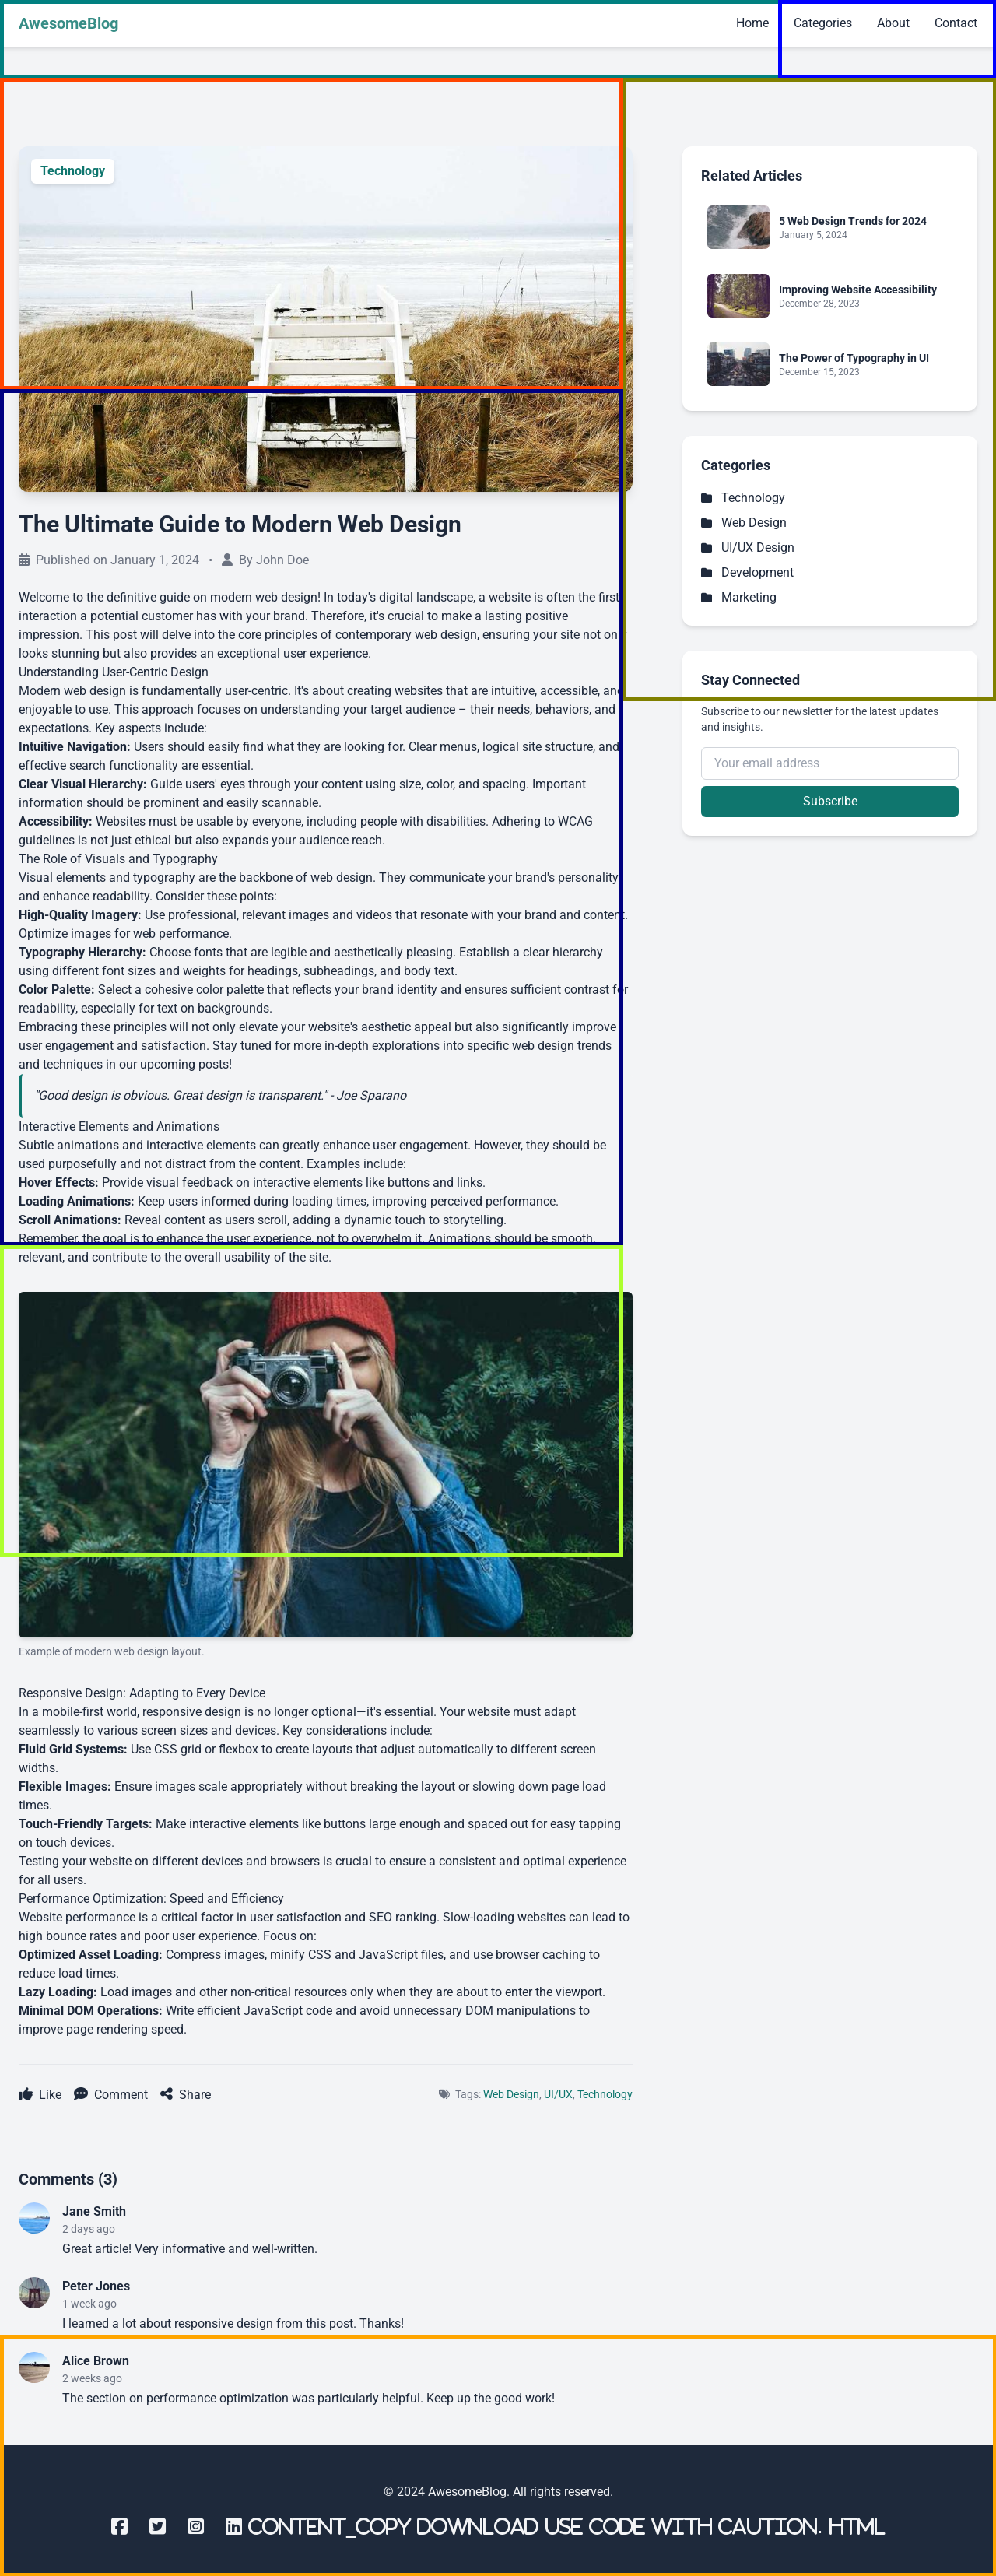 AwesomeBlog
Home Categories About Contact
Technology
The Ultimate Guide to Modern Web Design
Published on January 1, 2024 • By John Doe
Welcome to the definitive guide on modern web design! In today's digital landscape, a website is often the first
interaction a potential customer has with your brand. Therefore, it's crucial to make a lasting positive
impression. This post will delve into the core principles of contemporary web design, ensuring your site not only
looks stunning but also provides an exceptional user experience.
Understanding User-Centric Design
Modern web design is fundamentally user-centric. It's about creating websites that are intuitive, accessible, and
enjoyable to use. This approach focuses on understanding your target audience – their needs, behaviors, and
expectations. Key aspects include:
Intuitive Navigation: Users should easily find what they are looking for. Clear menus, logical site structure, and
effective search functionality are essential.
Clear Visual Hierarchy: Guide users' eyes through your content using size, color, and spacing. Important
information should be prominent and easily scannable.
Accessibility: Websites must be usable by everyone, including people with disabilities. Adhering to WCAG
guidelines is not just ethical but also expands your audience reach.
The Role of Visuals and Typography
Visual elements and typography are the backbone of web design. They communicate your brand's personality
and enhance readability. Consider these points:
High-Quality Imagery: Use professional, relevant images and videos that resonate with your brand and content.
Optimize images for web performance.
Typography Hierarchy: Choose fonts that are legible and aesthetically pleasing. Establish a clear hierarchy
using different font sizes and weights for headings, subheadings, and body text.
Color Palette: Select a cohesive color palette that reflects your brand identity and ensures sufficient contrast for
readability, especially for text on backgrounds.
Embracing these principles will not only elevate your website's aesthetic appeal but also significantly improve
user engagement and satisfaction. Stay tuned for more in-depth explorations into specific web design trends
and techniques in our upcoming posts!
"Good design is obvious. Great design is transparent." - Joe Sparano
Interactive Elements and Animations
Subtle animations and interactive elements can greatly enhance user engagement. However, they should be
used purposefully and not distract from the content. Examples include:
Hover Effects: Provide visual feedback on interactive elements like buttons and links.
Loading Animations: Keep users informed during loading times, improving perceived performance.
Scroll Animations: Reveal content as users scroll, adding a dynamic touch to storytelling.
Remember, the goal is to enhance the user experience, not to overwhelm it. Animations should be smooth,
relevant, and contribute to the overall usability of the site.
Example of modern web design layout.
Responsive Design: Adapting to Every Device
In a mobile-first world, responsive design is no longer optional—it's essential. Your website must adapt
seamlessly to various screen sizes and devices. Key considerations include:
Fluid Grid Systems: Use CSS grid or flexbox to create layouts that adjust automatically to different screen
widths.
Flexible Images: Ensure images scale appropriately without breaking the layout or slowing down page load
times.
Touch-Friendly Targets: Make interactive elements like buttons large enough and spaced out for easy tapping
on touch devices.
Testing your website on different devices and browsers is crucial to ensure a consistent and optimal experience
for all users.
Performance Optimization: Speed and Efficiency
Website performance is a critical factor in user satisfaction and SEO ranking. Slow-loading websites can lead to
high bounce rates and poor user experience. Focus on:
Optimized Asset Loading: Compress images, minify CSS and JavaScript files, and use browser caching to
reduce load times.
Lazy Loading: Load images and other non-critical resources only when they are about to enter the viewport.
Minimal DOM Operations: Write efficient JavaScript code and avoid unnecessary DOM manipulations to
improve page rendering speed.
Like Comment Share
Tags: Web Design, UI/UX, Technology
Comments (3)
Jane Smith
2 days ago
Great article! Very informative and well-written.
Peter Jones
1 week ago
I learned a lot about responsive design from this post. Thanks!
Alice Brown
2 weeks ago
The section on performance optimization was particularly helpful. Keep up the good work!
Related Articles
5 Web Design Trends for 2024
January 5, 2024
Improving Website Accessibility
December 28, 2023
The Power of Typography in UI
December 15, 2023
Categories
Technology
Web Design
UI/UX Design
Development
Marketing
Stay Connected
Subscribe to our newsletter for the latest updates
and insights.
Your email address
Subscribe
© 2024 AwesomeBlog. All rights reserved.
CONTENT_COPY DOWNLOAD USE CODE WITH CAUTION. HTML